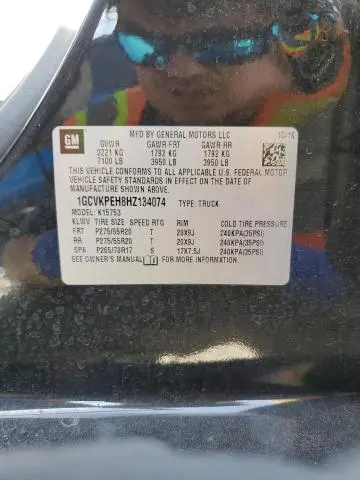 GM
MFD BY GENERAL MOTORS LLC 10/16
GVWR GAWR FRT GAWR RR
3221 KG 1792 KG 1792 KG
7100 LB 3950 LB 3950 LB
THIS VEHICLE CONFORMS TO ALL APPLICABLE U.S. FEDERAL MOTOR
VEHICLE SAFETY STANDARDS IN EFFECT ON THE DATE OF
MANUFACTURE SHOWN ABOVE.
1GCVKPEH8HZ134074 TYPE: TRUCK
MODEL: K15753
TIRE SIZE SPEED RTG RIM COLD TIRE PRESSURE
FRT P275/55R20 T 20X9J 240KPA(35PSI)
RR P275/55R20 T 20X9J 240KPA(35PSI)
SPA P265/70R17 S 17X7.5J 240KPA(35PSI)
SEE OWNER'S MANUAL FOR MORE INFORMATION.